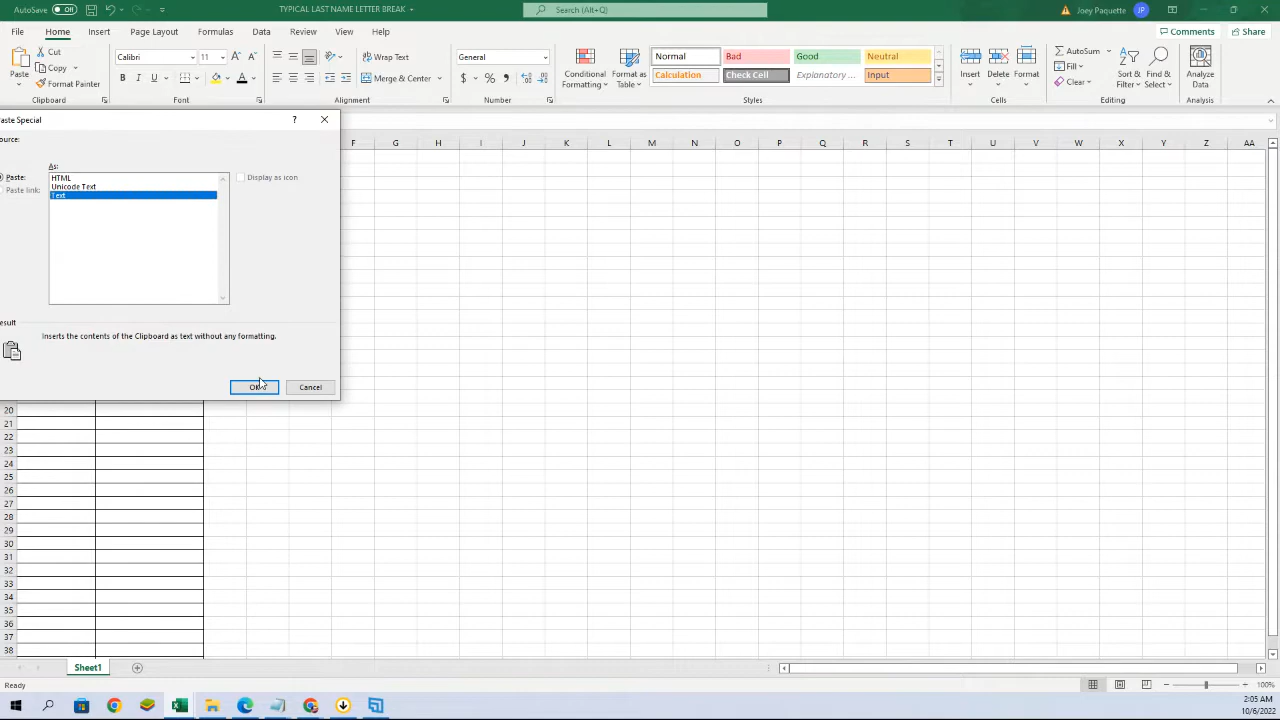 AutoSave Off TYPICAL LAST NAME LETTER BREAK Search (Alt+Q) Joey Paquette JP
File Home Insert Page Layout Formulas Data Review View Help Comments Share
Paste Cut Copy Format Painter Clipboard
Calibri 11 B I U A Font
Wrap Text Merge & Center Alignment
General $ % Number
Conditional Formatting Format as Table
Normal Bad Good Neutral
Calculation Check Cell Explanatory ... Input
Styles
Insert Delete Format Cells
AutoSum Fill Clear Sort & Filter Find & Select Editing
Analyze Data Analysis
aste Special ?
ource:
Paste: As:
Paste link:
HTML
Unicode Text
Text
Display as icon
esult
Inserts the contents of the Clipboard as text without any formatting.
OK Cancel
F G H I J K L M N O P Q R S T U V W X Y Z AA
20
21
22
23
24
25
26
27
28
29
30
31
32
33
34
35
36
37
38
Sheet1
Ready 100%
2:05 AM
10/6/2022